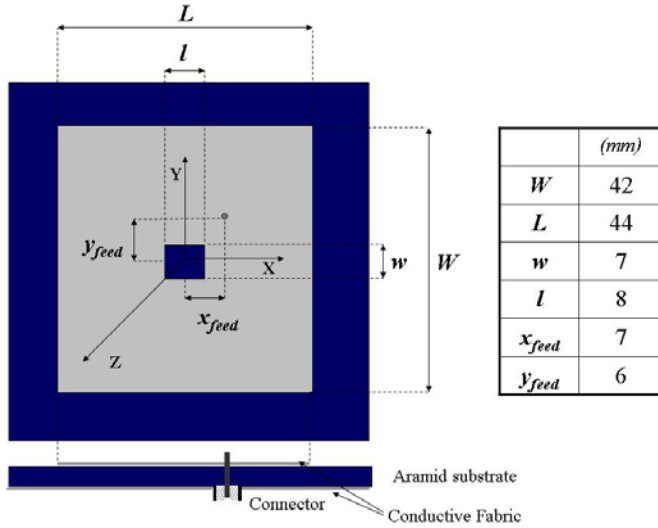 L
l
Y
y_feed
X
w
W
x_feed
Z
(mm)
W 42
L 44
w 7
l 8
x_feed 7
y_feed 6
Aramid substrate
Connector
Conductive Fabric